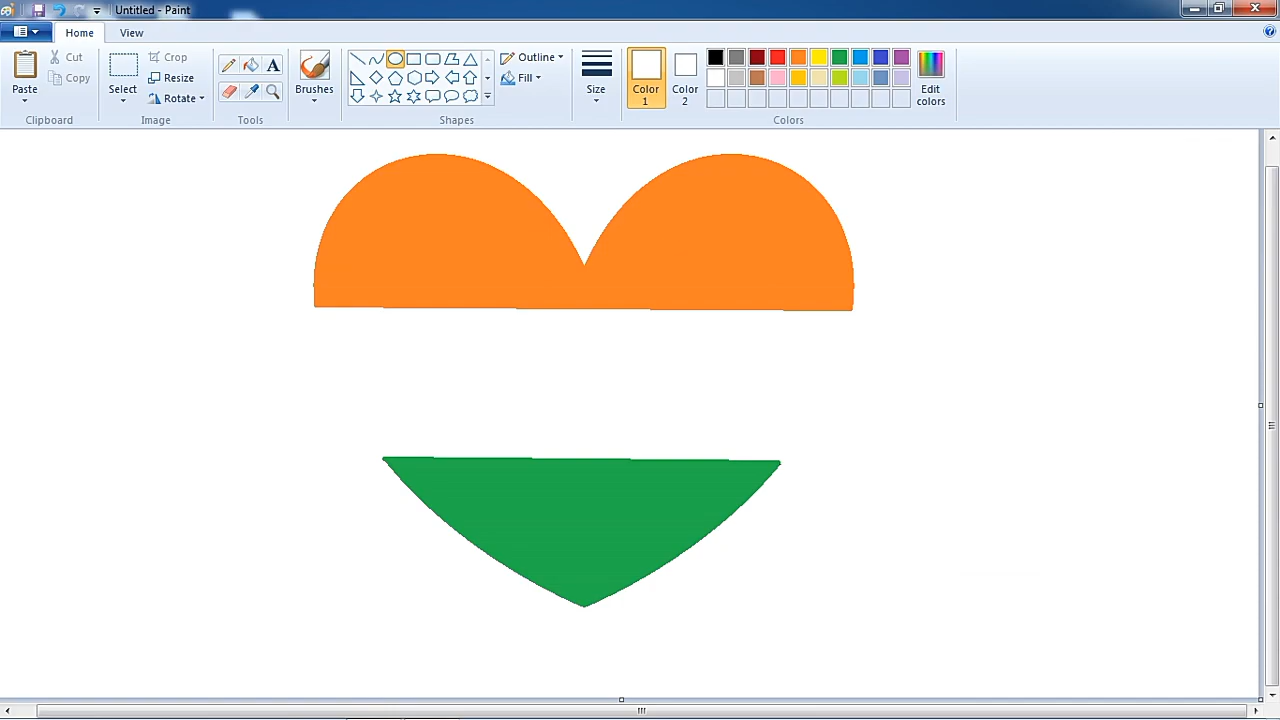 Untitled - Paint
Home View
Cut
Copy
Paste
Clipboard
Select
Crop
Resize
Rotate
Image
A
Tools
Brushes
Outline
Fill
Shapes
Size
Color 1
Color 2
Edit colors
Colors